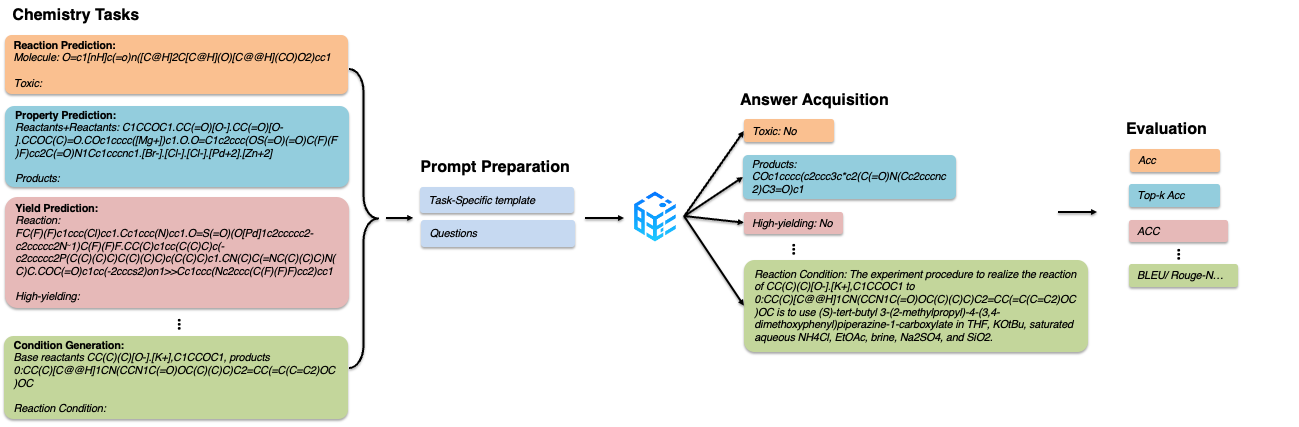 Chemistry Tasks
Reaction Prediction:
Molecule: O=c1[nH]c(=o)n([C@H]2C[C@H](O)[C@@H](CO)O2)cc1
Toxic:
Property Prediction:
Reactants+Reactants: C1CCOC1.CC(=O)[O-].CC(=O)[O-
].CCOC(C)=O.COc1cccc([Mg+])c1.O.O=C1c2ccc(OS(=O)(=O)C(F)(F
)F)cc2C(=O)N1Cc1cccnc1.[Br-].[Cl-].[Cl-].[Pd+2].[Zn+2]
Products:
Yield Prediction:
Reaction:
FC(F)(F)c1ccc(Cl)cc1.Cc1ccc(N)cc1.O=S(=O)(O[Pd]1c2ccccc2-
c2ccccc2N~1)C(F)(F)F.CC(C)c1cc(C(C)C)c(-
c2ccccc2P(C(C)(C)C)C(C)(C)C)c(C(C)C)c1.CN(C)C(=NC(C)(C)C)N(
C)C.COC(=O)c1cc(-c2cccs2)on1>>Cc1ccc(Nc2ccc(C(F)(F)F)cc2)cc1
High-yielding:
⋮
Condition Generation:
Base reactants CC(C)(C)[O-].[K+],C1CCOC1, products
0:CC(C)[C@@H]1CN(CCN1C(=O)OC(C)(C)C)C2=CC(=C(C=C2)OC
)OC
Reaction Condition:
Prompt Preparation
Task-Specific template
Questions
Answer Acquisition
Toxic: No
Products:
COc1cccc(c2ccc3c*c2(C(=O)N(Cc2cccnc
2)C3=O)c1
High-yielding: No
⋮
Reaction Condition: The experiment procedure to realize the reaction
of CC(C)(C)[O-].[K+],C1CCOC1 to
0:CC(C)[C@@H]1CN(CCN1C(=O)OC(C)(C)C)C2=CC(=C(C=C2)OC
)OC is to use (S)-tert-butyl 3-(2-methylpropyl)-4-(3,4-
dimethoxyphenyl)piperazine-1-carboxylate in THF, KOtBu, saturated
aqueous NH4Cl, EtOAc, brine, Na2SO4, and SiO2.
Evaluation
Acc
Top-k Acc
ACC
⋮
BLEU/ Rouge-N…